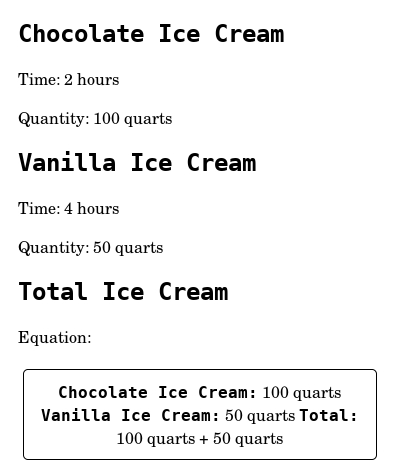 Chocolate Ice Cream
Time: 2 hours
Quantity: 100 quarts
Vanilla Ice Cream
Time: 4 hours
Quantity: 50 quarts
Total Ice Cream
Equation:
Chocolate Ice Cream: 100 quarts
Vanilla Ice Cream: 50 quarts Total:
100 quarts + 50 quarts